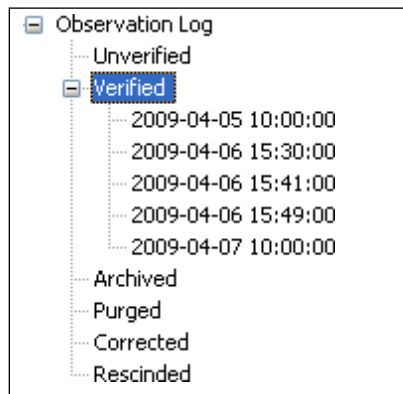 Observation Log
Unverified
Verified
2009-04-05 10:00:00
2009-04-06 15:30:00
2009-04-06 15:41:00
2009-04-06 15:49:00
2009-04-07 10:00:00
Archived
Purged
Corrected
Rescinded